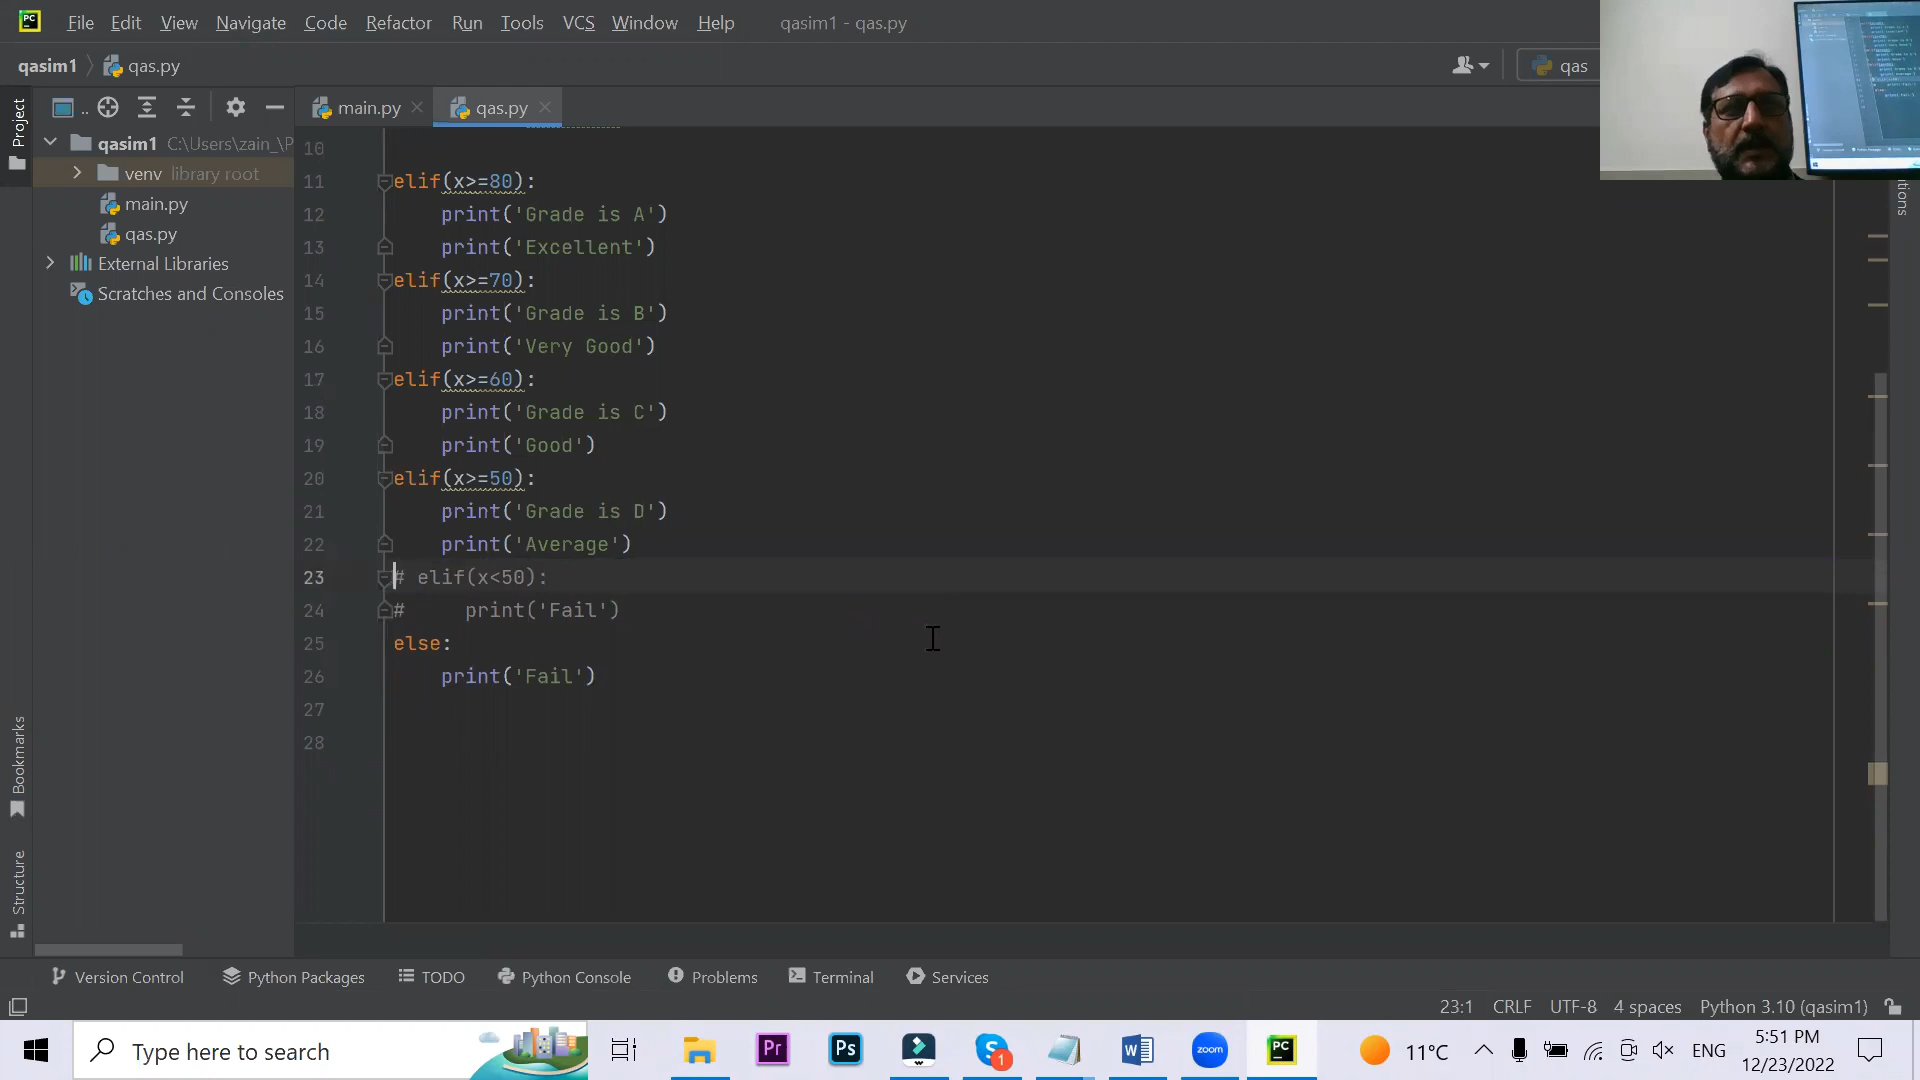 File Edit View Navigate Code Refactor Run Tools VCS Window Help qasim1 - qas.py
qasim1 qas.py qas
Project
..
main.py qas.py
qasim1 C:\Users\zain_\P
venv library root
main.py
qas.py
External Libraries
Scratches and Consoles
10
11 elif(x>=80):
12 print('Grade is A')
13 print('Excellent')
14 elif(x>=70):
15 print('Grade is B')
16 print('Very Good')
17 elif(x>=60):
18 print('Grade is C')
19 print('Good')
20 elif(x>=50):
21 print('Grade is D')
22 print('Average')
23 # elif(x<50):
24 # print('Fail')
25 else:
26 print('Fail')
27
28
tions
Bookmarks
Structure
Version Control Python Packages TODO Python Console Problems Terminal Services
23:1 CRLF UTF-8 4 spaces Python 3.10 (qasim1)
Type here to search
Pr Ps S 1 W zoom PC
11°C ENG
5:51 PM
12/23/2022